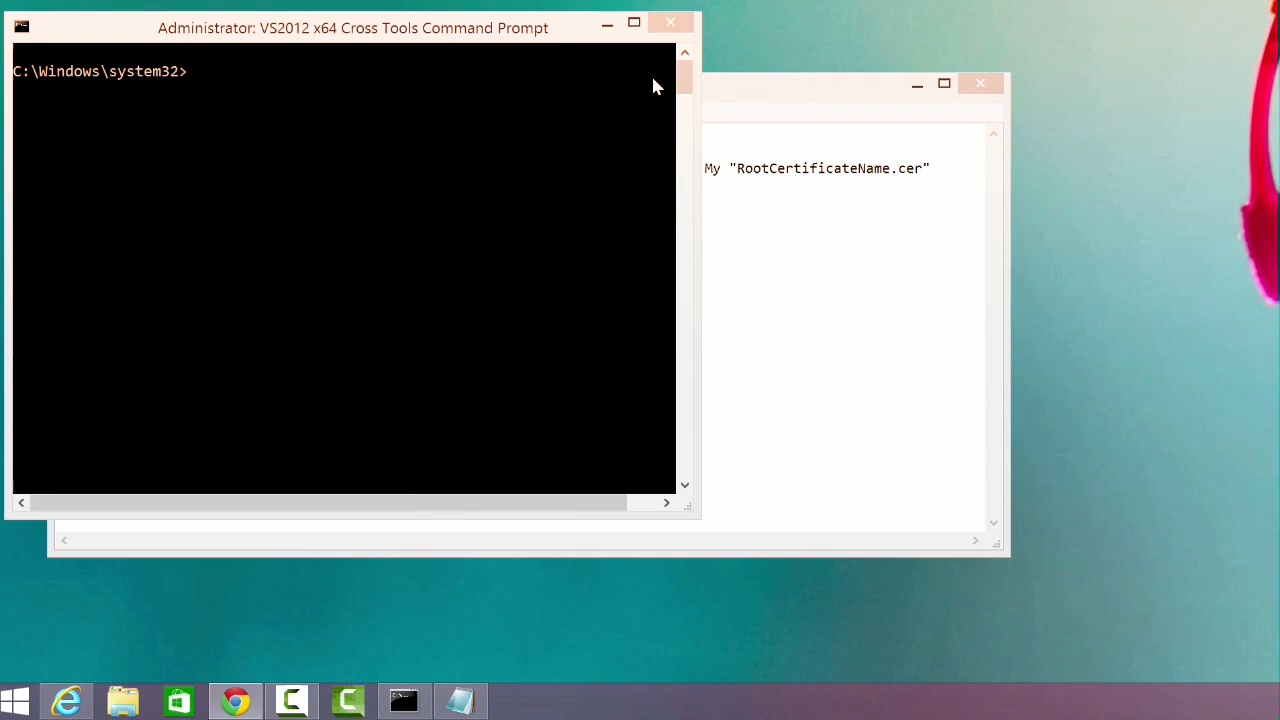 Administrator: VS2012 x64 Cross Tools Command Prompt
C:\Windows\system32>
My "RootCertificateName.cer"